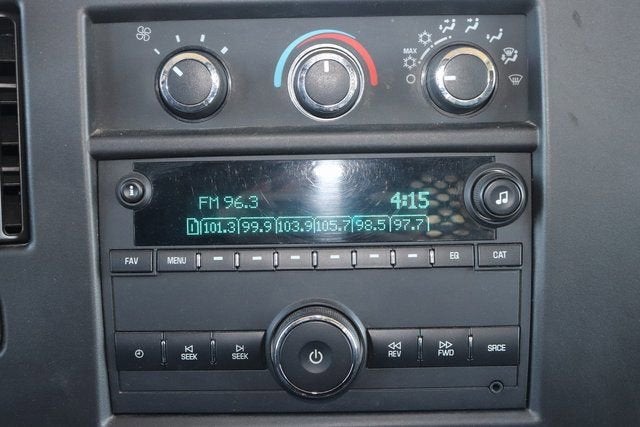 MAX
FM 96.3 4:15
1 101.3 99.9 103.9 105.7 98.5 97.7
FAV MENU EQ CAT
SEEK SEEK REV FWD SRCE